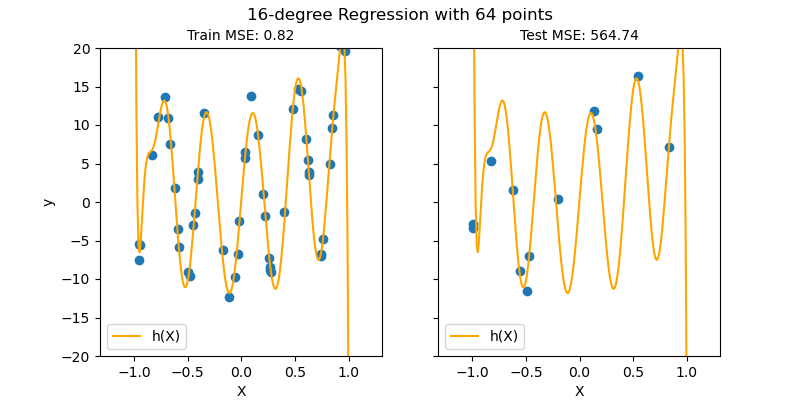 16-degree Regression with 64 points
Train MSE: 0.82
Test MSE: 564.74
20
15
10
5
0
−5
−10
−15
−20
y
h(X)
−1.0 −0.5 0.0 0.5 1.0
X
h(X)
−1.0 −0.5 0.0 0.5 1.0
X